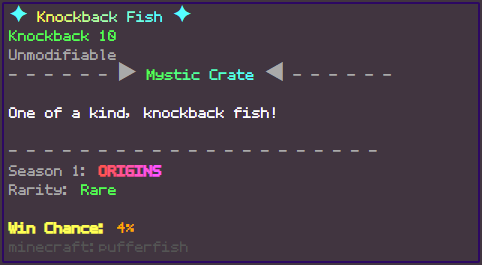 ✦ Knockback Fish ✦
Knockback 10
Unmodifiable
- - - - - - ▶ Mystic Crate ◀ - - - - - -
One of a kind, knockback fish!
- - - - - - - - - - - - - - - - - - - - - -
Season 1: ORIGINS
Rarity: Rare
Win Chance: 4%
minecraft:pufferfish